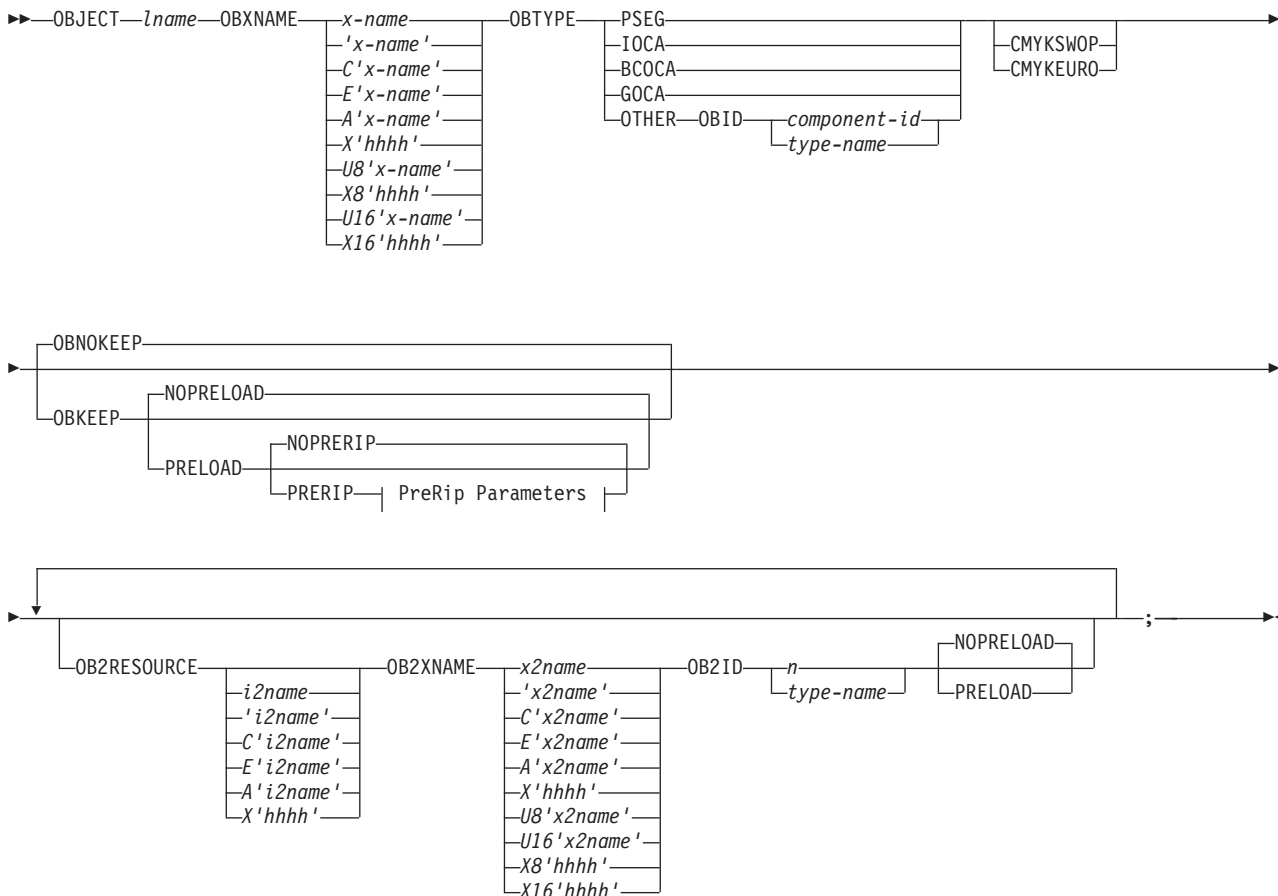 OBJECT lname OBXNAME x-name OBTYPE PSEG
'x-name' IOCA CMYKSWOP
C'x-name' BCOCA CMYKEURO
E'x-name' GOCA
A'x-name' OTHER OBID component-id
X'hhhh' type-name
U8'x-name'
X8'hhhh'
U16'x-name'
X16'hhhh'
OBNOKEEP
NOPRELOAD
OBKEEP
NOPRERIP
PRELOAD
PRERIP PreRip Parameters
;
NOPRELOAD
OB2RESOURCE OB2XNAME x2name OB2ID n
i2name 'x2name' type-name PRELOAD
'i2name' C'x2name'
C'i2name' E'x2name'
E'i2name' A'x2name'
A'i2name' X'hhhh'
X'hhhh' U8'x2name'
U16'x2name'
X8'hhhh'
X16'hhhh'